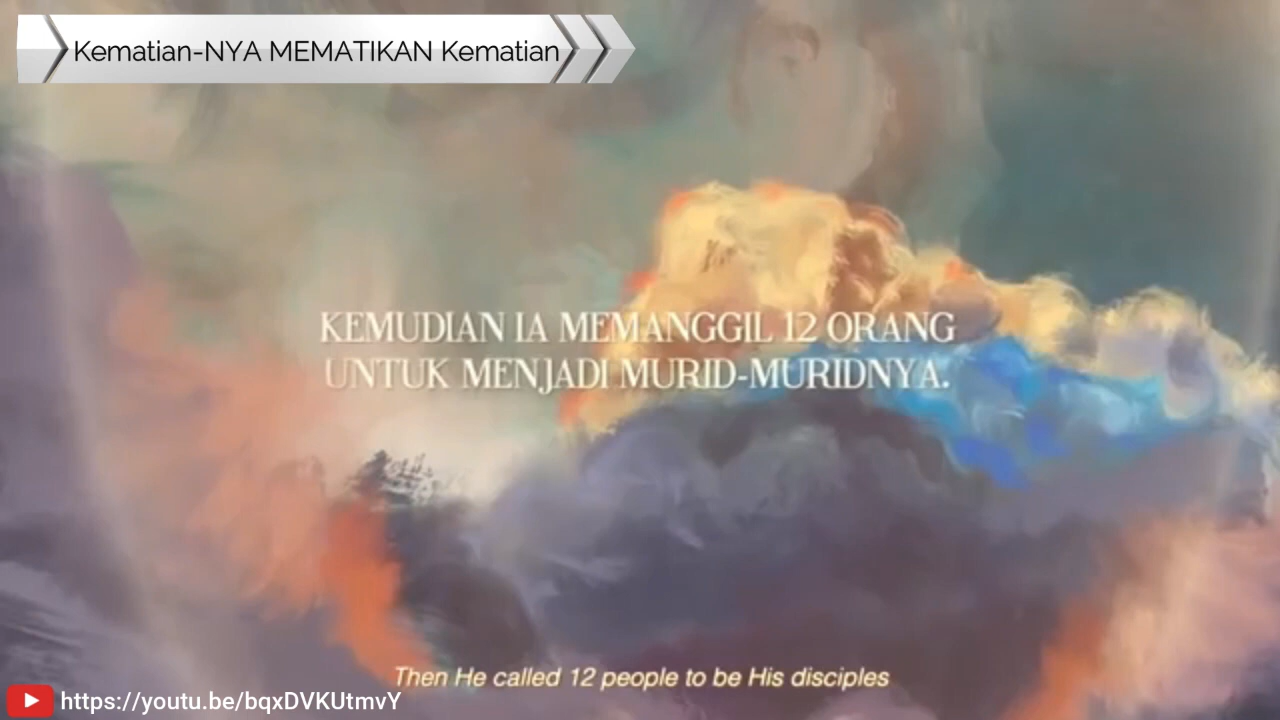 Kematian-NYA MEMATIKAN Kematian
KEMUDIAN IA MEMANGGIL 12 ORANG
UNTUK MENJADI MURID-MURIDNYA.
Then He called 12 people to be His disciples
https://youtu.be/bqxDVKUtmvY